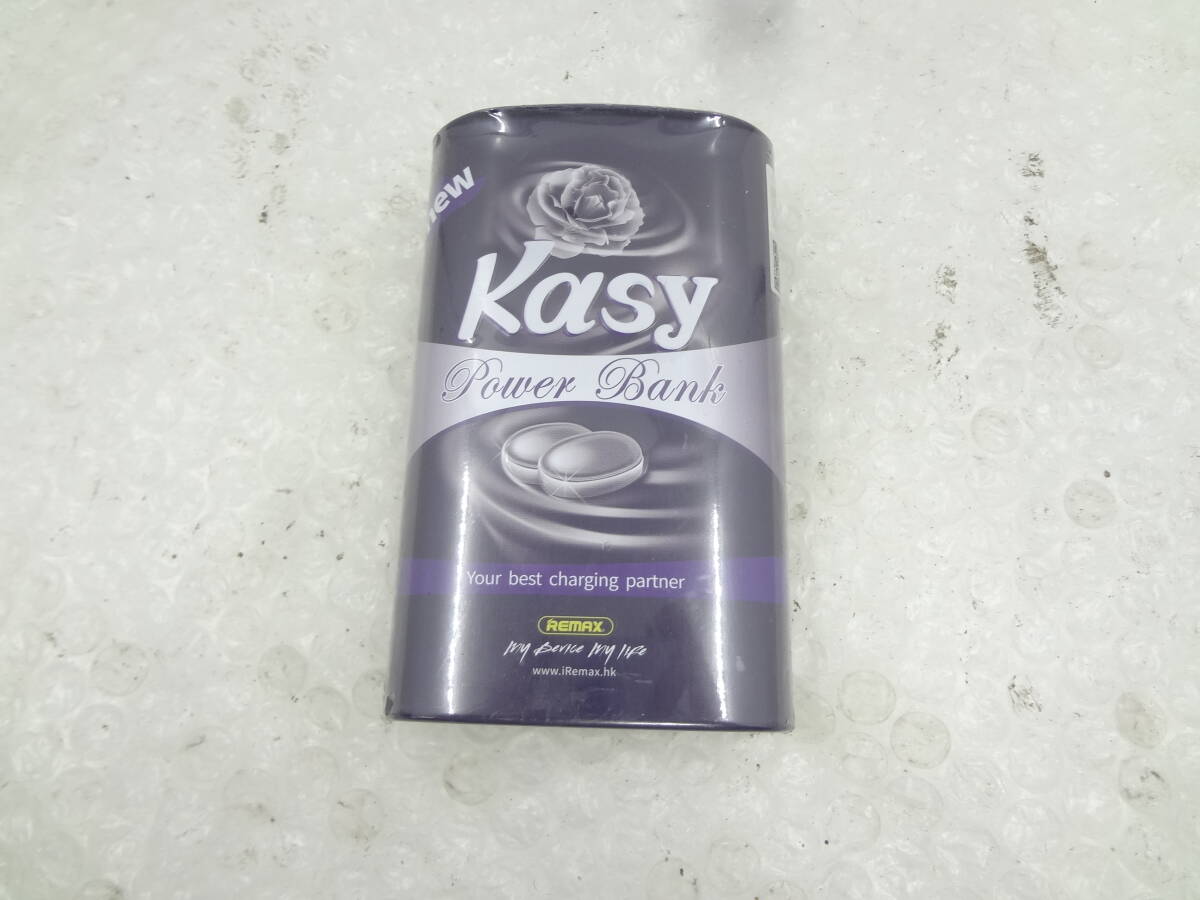 New
Kasy
Power Bank
Your best charging partner
REMAX
My Device My life
www.iRemax.hk